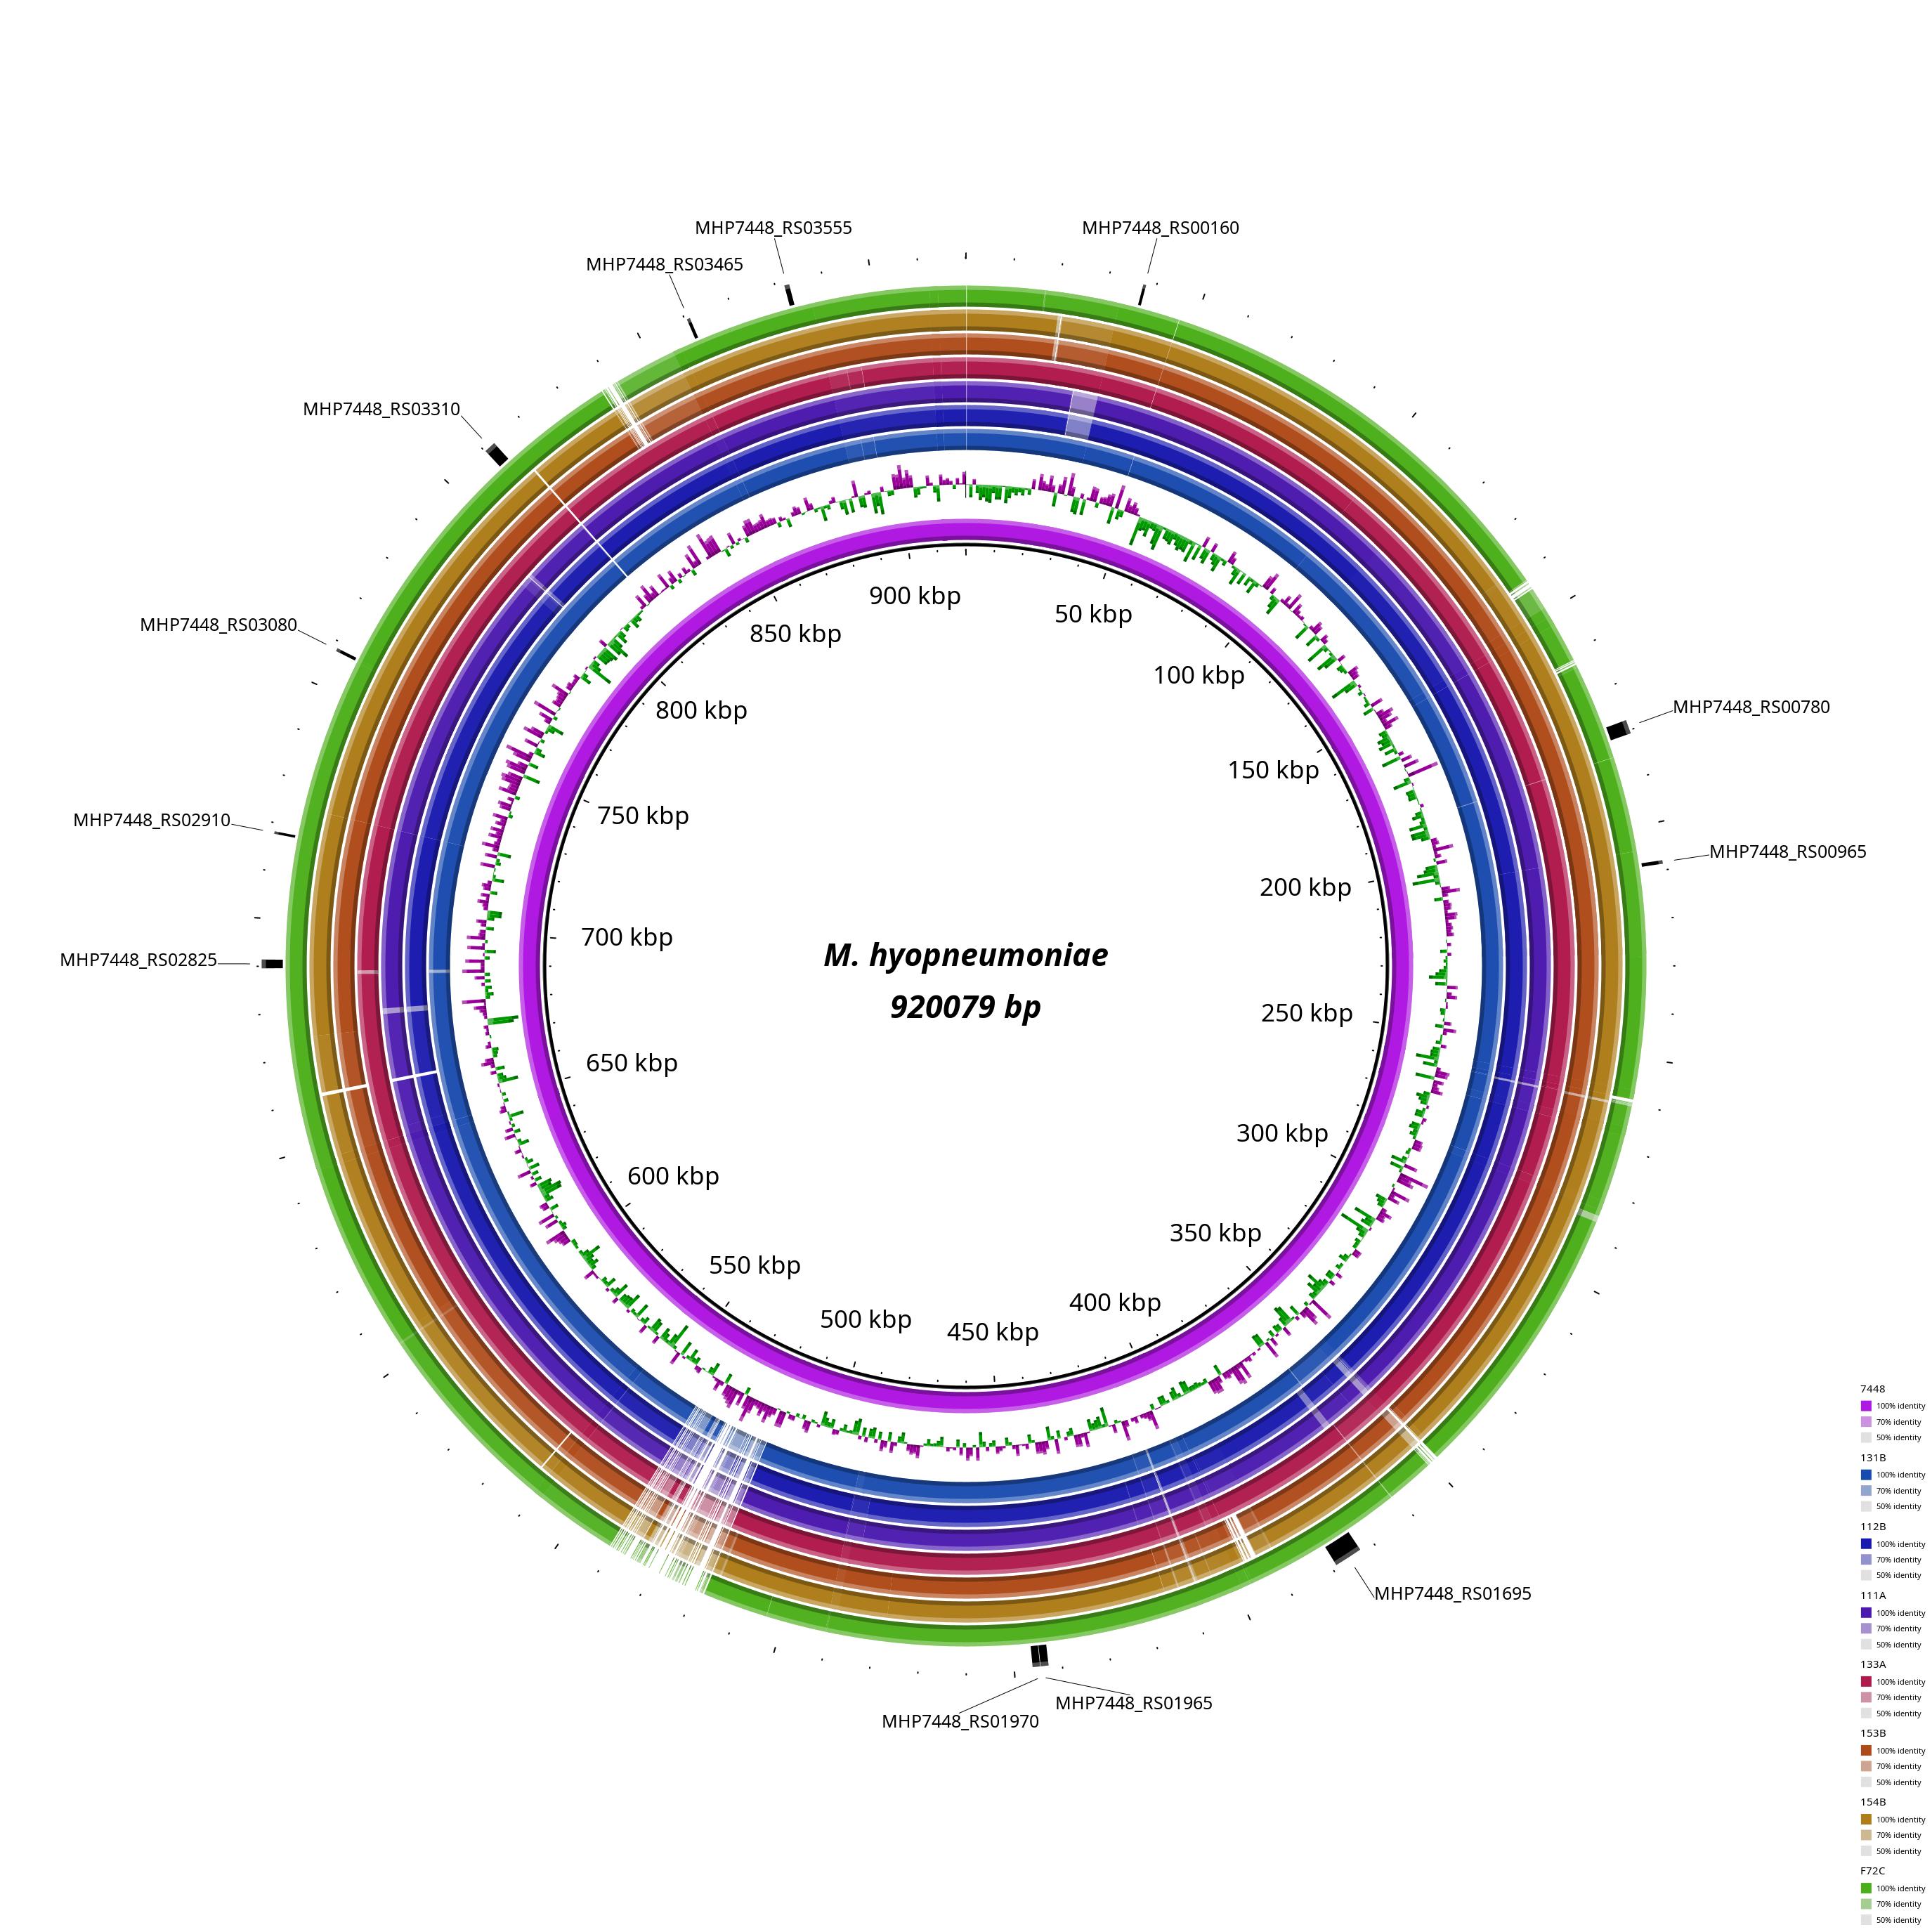 MHP7448_RS03555
MHP7448_RS00160
MHP7448_RS03465
MHP7448_RS03310
MHP7448_RS03080
MHP7448_RS00780
MHP7448_RS02910
MHP7448_RS00965
MHP7448_RS02825
MHP7448_RS01695
MHP7448_RS01965
MHP7448_RS01970
900 kbp
50 kbp
850 kbp
100 kbp
800 kbp
150 kbp
750 kbp
200 kbp
700 kbp
250 kbp
650 kbp
300 kbp
600 kbp
350 kbp
550 kbp
400 kbp
500 kbp
450 kbp
M. hyopneumoniae
920079 bp
7448
100% identity
70% identity
50% identity
131B
100% identity
70% identity
50% identity
112B
100% identity
70% identity
50% identity
111A
100% identity
70% identity
50% identity
133A
100% identity
70% identity
50% identity
153B
100% identity
70% identity
50% identity
154B
100% identity
70% identity
50% identity
F72C
100% identity
70% identity
50% identity